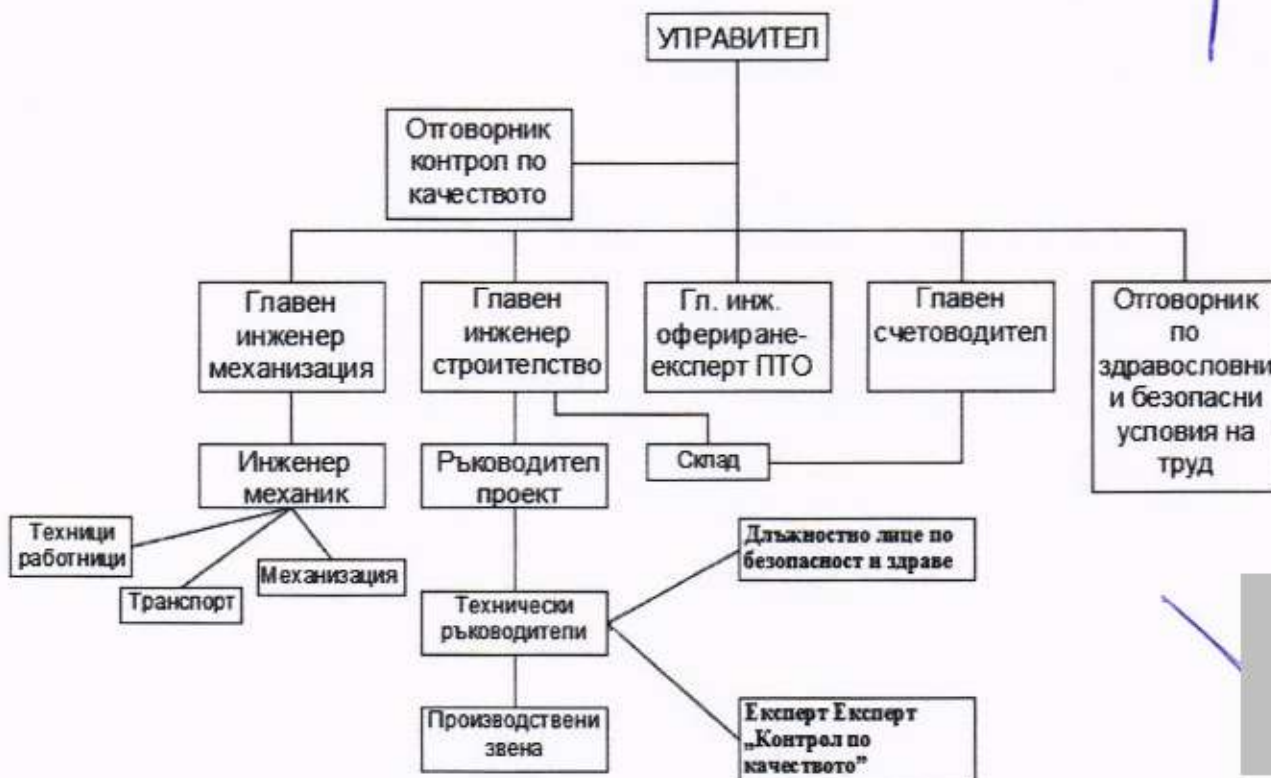 УПРАВИТЕЛ
Отговорник
контрол по
качеството
Главен
инженер
механизация
Главен
инженер
строителство
Гл. инж.
офериране-
експерт ПТО
Главен
счетоводител
Отговорник
по
здравословни
и безопасни
условия на
труд
Инженер
механик
Ръководител
проект
Склад
Техници
работници
Транспорт
Механизация
Длъжностно лице по
безопасност и здраве
Технически
ръководители
Производствени
звена
Експерт Експерт
„Контрол по
качеството”